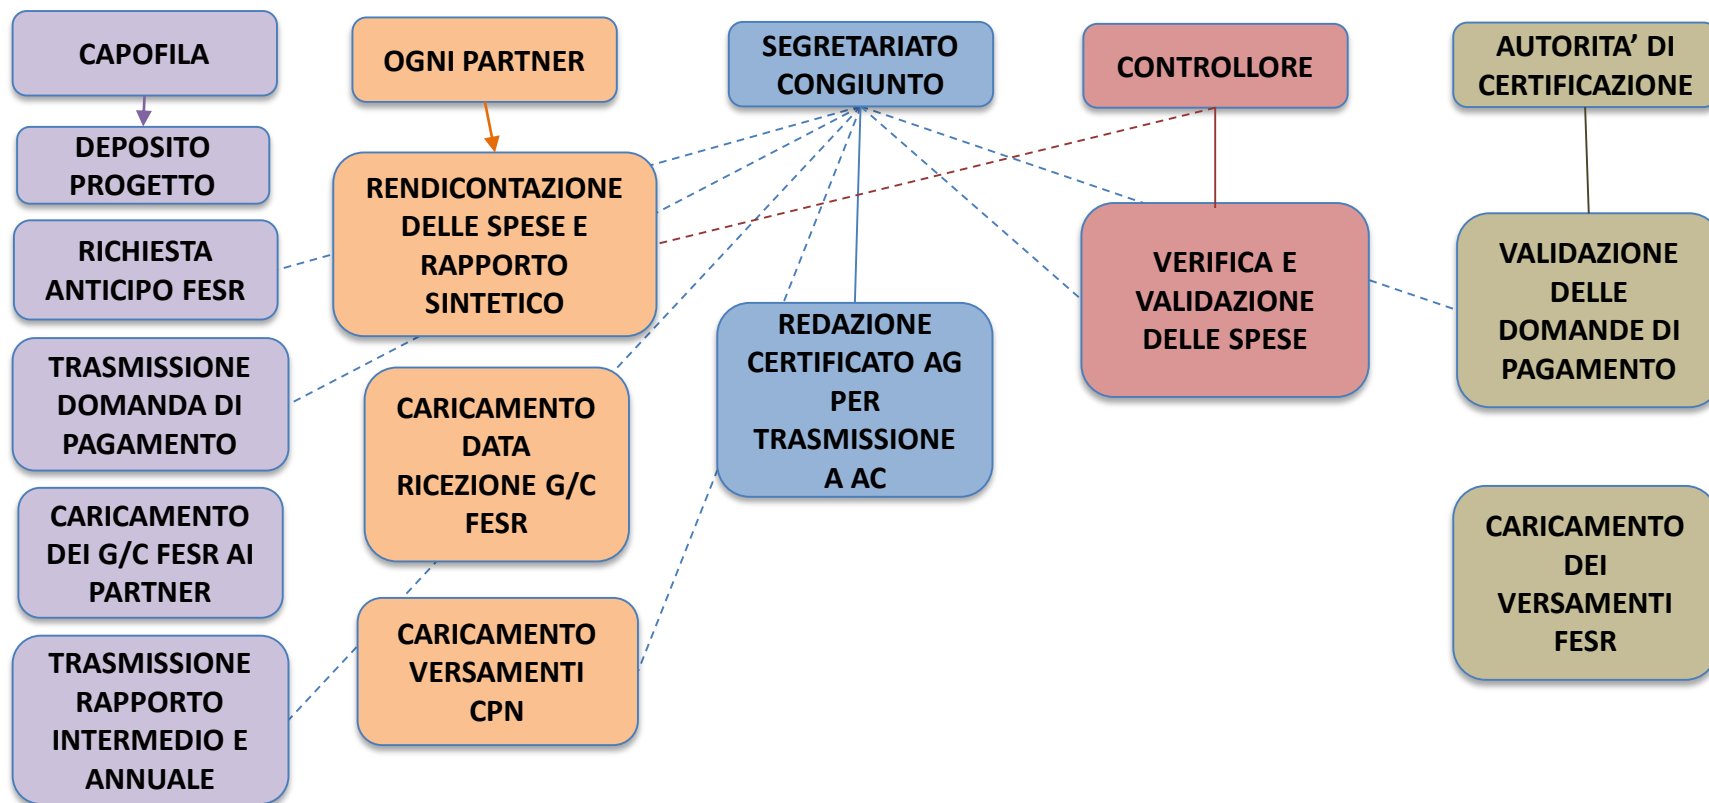 CAPOFILA
DEPOSITO
PROGETTO
RICHIESTA
ANTICIPO FESR
TRASMISSIONE
DOMANDA DI
PAGAMENTO
CARICAMENTO
DEI G/C FESR AI
PARTNER
TRASMISSIONE
RAPPORTO
INTERMEDIO E
ANNUALE
OGNI PARTNER
RENDICONTAZIONE
DELLE SPESE E
RAPPORTO
SINTETICO
CARICAMENTO
DATA
RICEZIONE G/C
FESR
CARICAMENTO
VERSAMENTI
CPN
SEGRETARIATO
CONGIUNTO
REDAZIONE
CERTIFICATO AG
PER
TRASMISSIONE
A AC
CONTROLLORE
VERIFICA E
VALIDAZIONE
DELLE SPESE
AUTORITA’ DI
CERTIFICAZIONE
VALIDAZIONE
DELLE
DOMANDE DI
PAGAMENTO
CARICAMENTO
DEI
VERSAMENTI
FESR